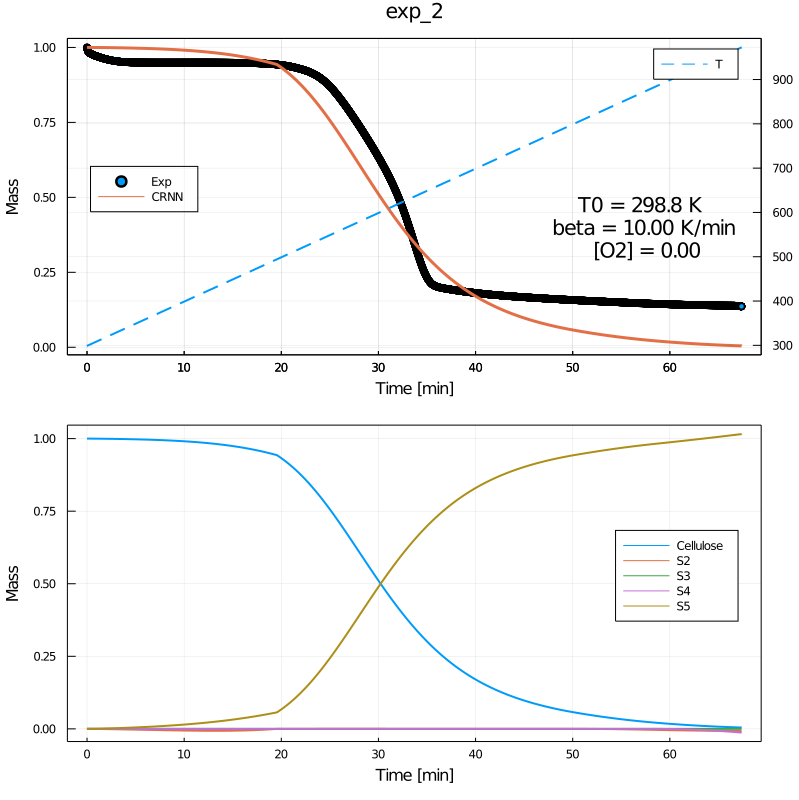 exp_2
1.00
0.75
0.50
0.25
0.00
Mass
900
800
700
600
500
400
300
T
Exp
CRNN
T0 = 298.8 K
beta = 10.00 K/min
[O2] = 0.00
0 10 20 30 40 50 60
Time [min]
1.00
0.75
0.50
0.25
0.00
Mass
Cellulose
S2
S3
S4
S5
0 10 20 30 40 50 60
Time [min]